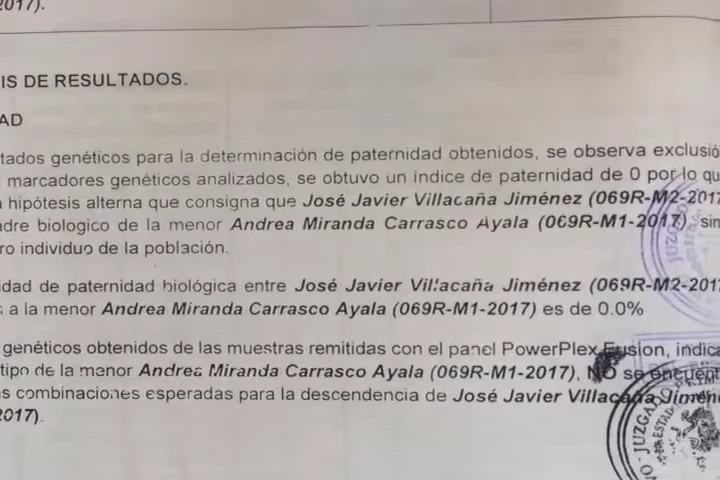 2017).
IS DE RESULTADOS.
AD
tados genéticos para la determinación de paternidad obtenidos, se observa exclusió
marcadores genéticos analizados, se obtuvo un índice de paternidad de 0 por lo qu
hipótesis alterna que consigna que José Javier Villacaña Jiménez (069R-M2-2017
adre biologico de la menor Andrea Miranda Carrasco Ayala (069R-M1-2017) sin
ro individuo de la población.
idad de paternidad biológica entre José Javier Villacaña Jiménez (069R-M2-2017
a la menor Andrea Miranda Carrasco Ayala (069R-M1-2017) es de 0.0%
genéticos obtenidos de las muestras remitidas con el panel PowerPlex Fusion, indica
tipo de la menor Andrea Miranda Carrasco Ayala (069R-M1-2017), NO se encuent
s combinaciones esperadas para la descendencia de José Javier Villacaña Jiméne
2017).
JUZGADO